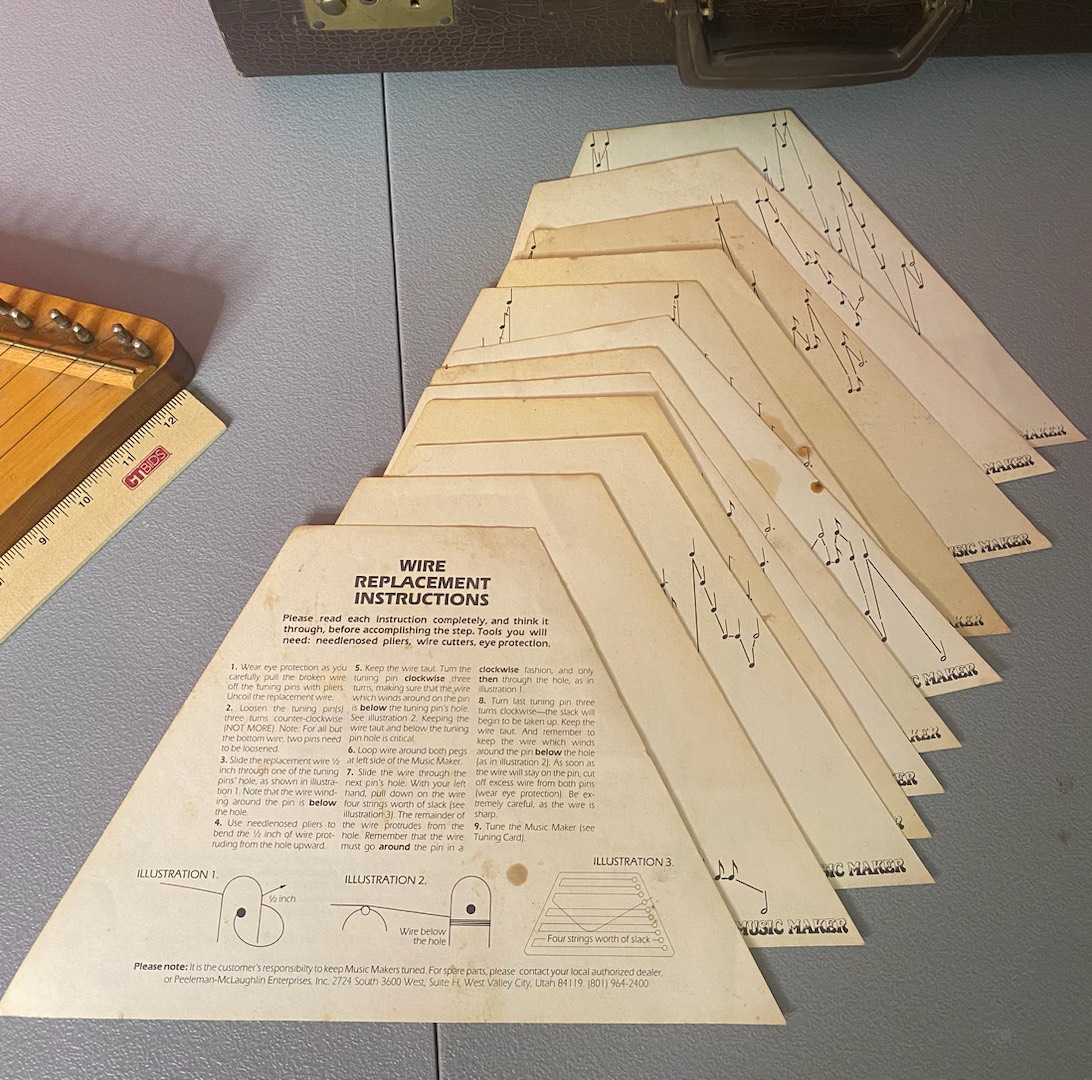 WIRE
REPLACEMENT
INSTRUCTIONS
Please read each instruction completely, and think it
through, before accomplishing the step. Tools you will
need: needlenosed pliers, wire cutters, eye protection.
1. Wear eye protection as you
carefully pull the broken wire
off the tuning pins with pliers.
Uncoil the replacement wire.
2. Loosen the tuning pin(s)
three turns counter-clockwise
(NOT MORE). Note: For all but
the bottom wire, two pins need
to be loosened.
3. Slide the replacement wire ½
inch through one of the tuning
pins' hole, as shown in illustra-
tion 1. Note that the wire wind-
ing around the pin is below
the hole.
4. Use needlenosed pliers to
bend the ½ inch of wire prot-
ruding from the hole upward.
5. Keep the wire taut. Turn the
tuning pin clockwise three
turns, making sure that the wire
which winds around on the pin
is below the tuning pin's hole.
See illustration 2. Keeping the
wire taut and below the tuning
pin hole is critical.
6. Loop wire around both pegs
at left side of the Music Maker.
7. Slide the wire through the
next pin's hole. With your left
hand, pull down on the wire
four strings worth of slack (see
illustration 3). The remainder of
the wire protrudes from the
hole. Remember that the wire
must go around the pin in a
clockwise fashion, and only
then through the hole, as in
illustration 1.
8. Turn last tuning pin three
turns clockwise—the slack will
begin to be taken up. Keep the
wire taut. And remember to
keep the wire which winds
around the pin below the hole
(as in illustration 2). As soon as
the wire will stay on the pin, cut
off excess wire from both pins
(wear eye protection). Be ex-
tremely careful, as the wire is
sharp.
9. Tune the Music Maker (see
Tuning Card).
ILLUSTRATION 1.
½ inch
ILLUSTRATION 2.
Wire below
the hole
ILLUSTRATION 3.
Four strings worth of slack
Please note: It is the customer's responsibilty to keep Music Makers tuned. For spare parts, please contact your local authorized dealer,
or Peeleman-McLaughlin Enterprises, Inc. 2724 South 3600 West, Suite H, West Valley City, Utah 84119. (801) 964-2400
MUSIC MAKER
SIC MAKER
ER
KER
C MAKER
KER
USIC MAKER
MAKER
MAKER
9
10
11
12
M BIDS